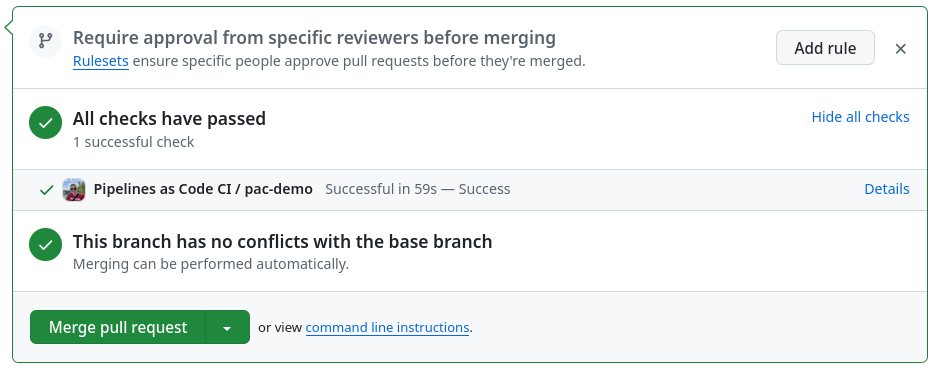 Require approval from specific reviewers before merging
Rulesets ensure specific people approve pull requests before they're merged.
Add rule
All checks have passed
1 successful check
Hide all checks
Pipelines as Code CI / pac-demo Successful in 59s — Success
Details
This branch has no conflicts with the base branch
Merging can be performed automatically.
Merge pull request
or view command line instructions.